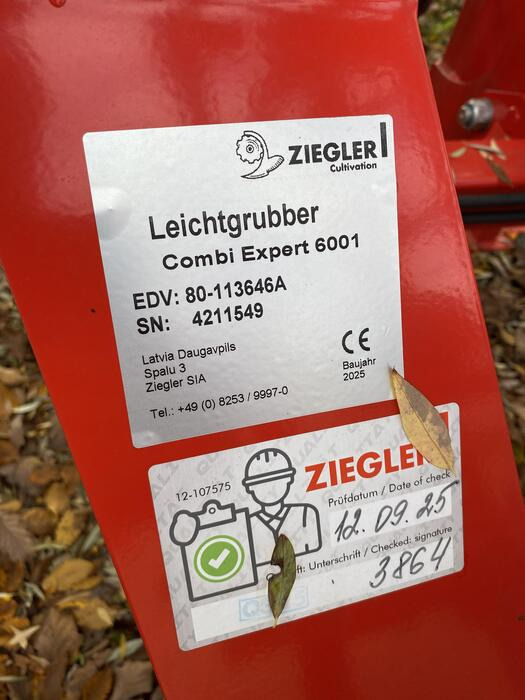 ZIEGLER
Cultivation
Leichtgrubber
Combi Expert 6001
EDV: 80-113646A
SN: 4211549
Latvia Daugavpils
Spalu 3
Ziegler SIA
CE
Baujahr
2025
Tel.: +49 (0) 8253 / 9997-0
12-107575
ZIEGLER
Prüfdatum / Date of check
12.09.25
Unterschrift / Checked: signature
3864